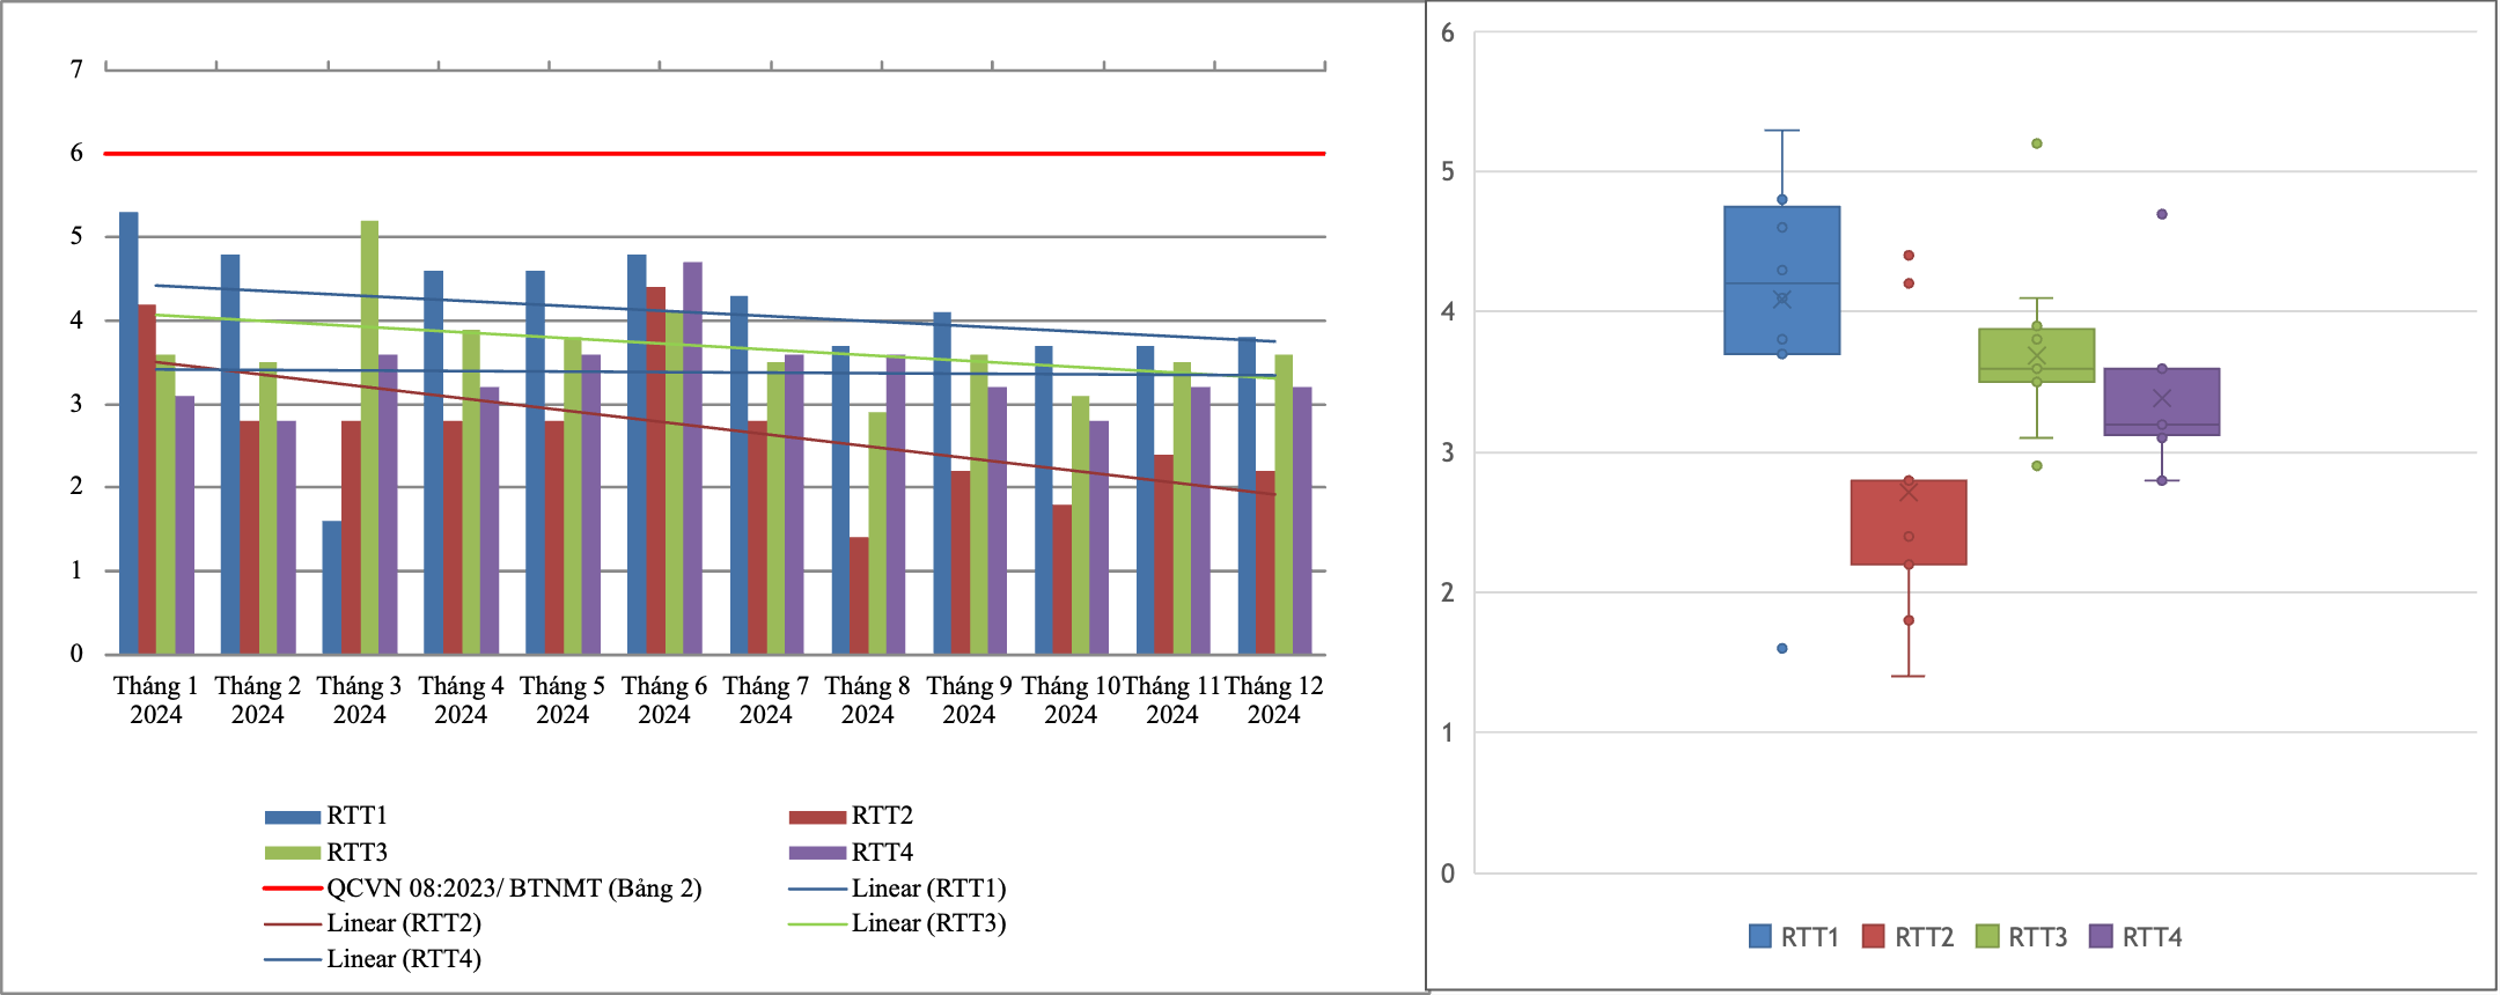 7
6
5
4
3
2
1
0
Tháng 1 2024
Tháng 2 2024
Tháng 3 2024
Tháng 4 2024
Tháng 5 2024
Tháng 6 2024
Tháng 7 2024
Tháng 8 2024
Tháng 9 2024
Tháng 10 2024
Tháng 11 2024
Tháng 12 2024
RTT1
RTT2
RTT3
RTT4
QCVN 08:2023/ BTNMT (Bảng 2)
Linear (RTT1)
Linear (RTT2)
Linear (RTT3)
Linear (RTT4)
6
5
4
3
2
1
0
RTT1 RTT2 RTT3 RTT4